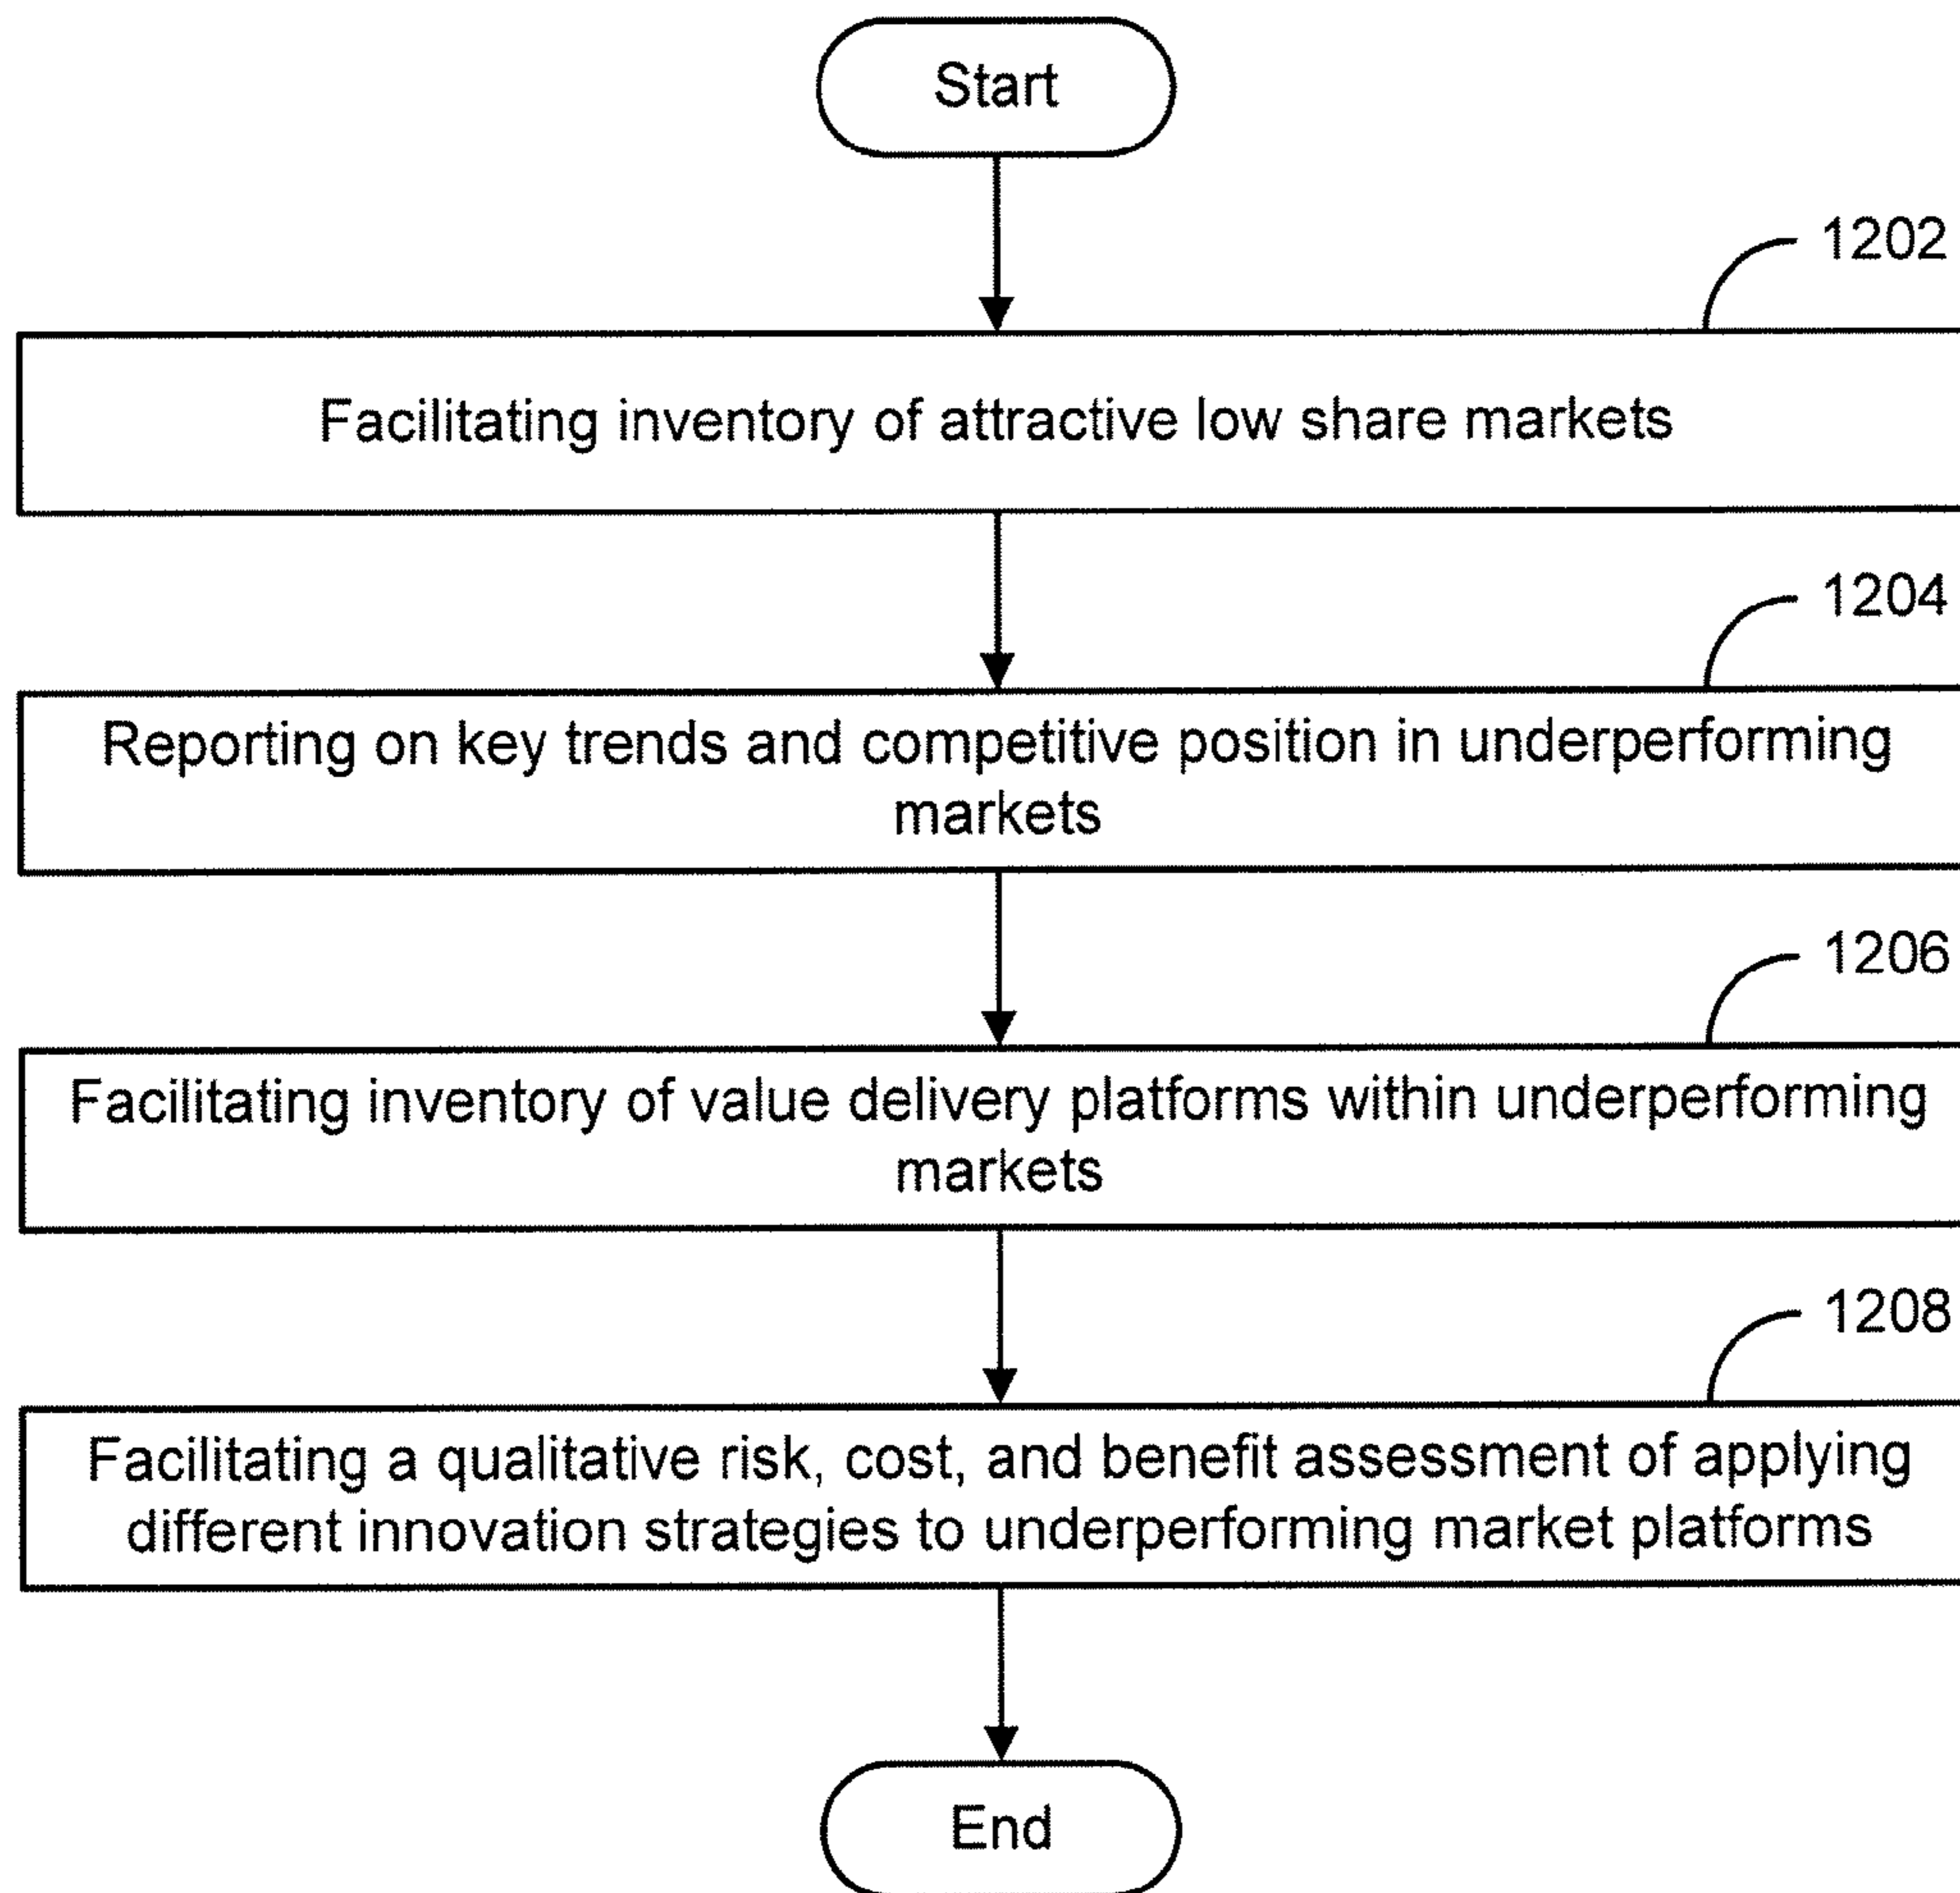 Start
1202
Facilitating inventory of attractive low share markets
1204
Reporting on key trends and competitive position in underperforming
markets
1206
Facilitating inventory of value delivery platforms within underperforming
markets
1208
Facilitating a qualitative risk, cost, and benefit assessment of applying
different innovation strategies to underperforming market platforms
End